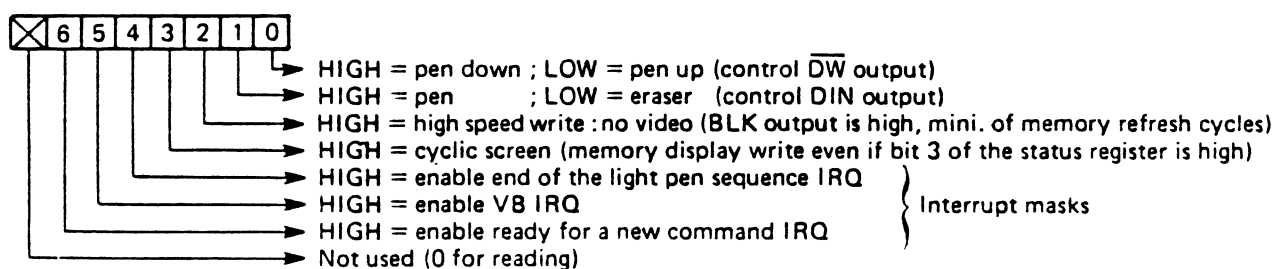 6 5 4 3 2 1 0
HIGH = pen down ; LOW = pen up (control D̅W̅ output)
HIGH = pen ; LOW = eraser (control DIN output)
HIGH = high speed write : no video (BLK output is high, mini. of memory refresh cycles)
HIGH = cyclic screen (memory display write even if bit 3 of the status register is high)
HIGH = enable end of the light pen sequence IRQ
HIGH = enable VB IRQ
Interrupt masks
HIGH = enable ready for a new command IRQ
Not used (0 for reading)